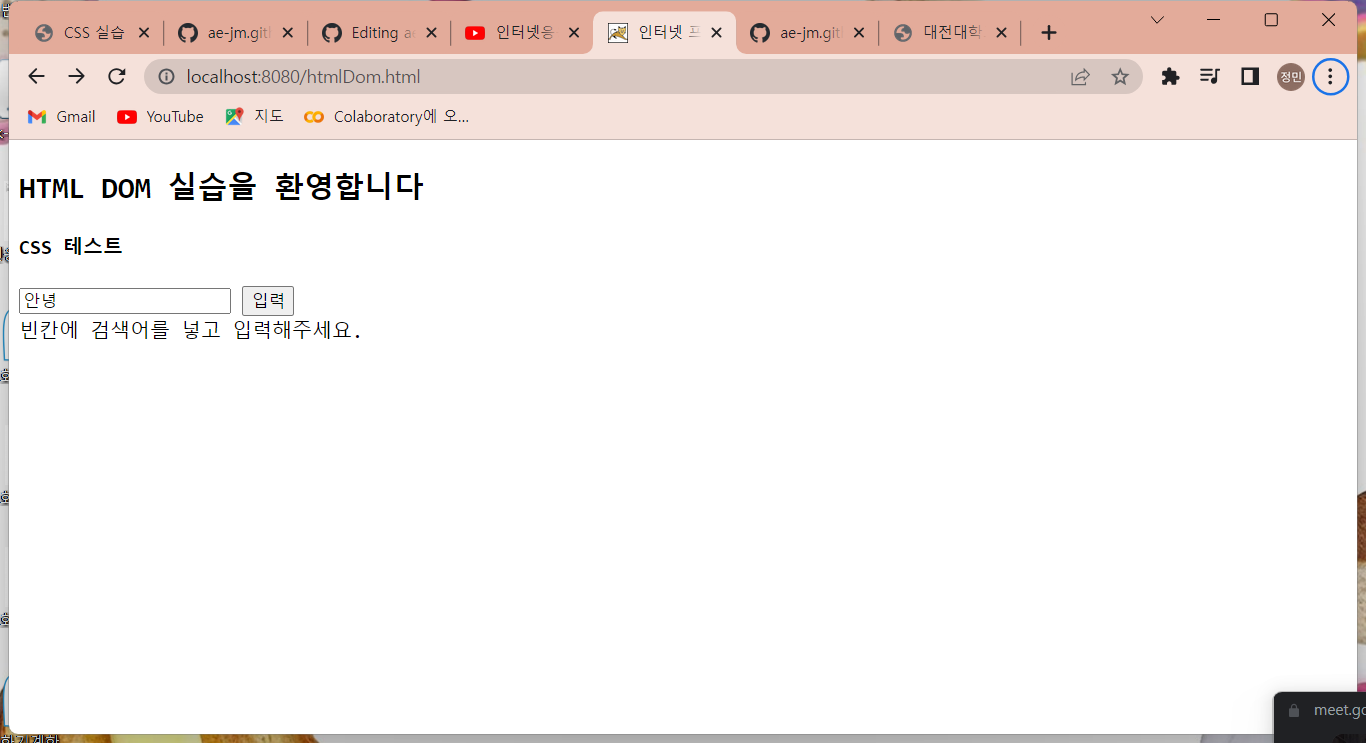 CSS 실습
ae-jm.git
Editing ae
인터넷응
인터넷 프
ae-jm.git
대전대학
localhost:8080/htmlDom.html
정민
Gmail
YouTube
지도
Colaboratory에 오...
HTML DOM 실습을 환영합니다
CSS 테스트
안녕
입력
빈칸에 검색어를 넣고 입력해주세요.
meet.go